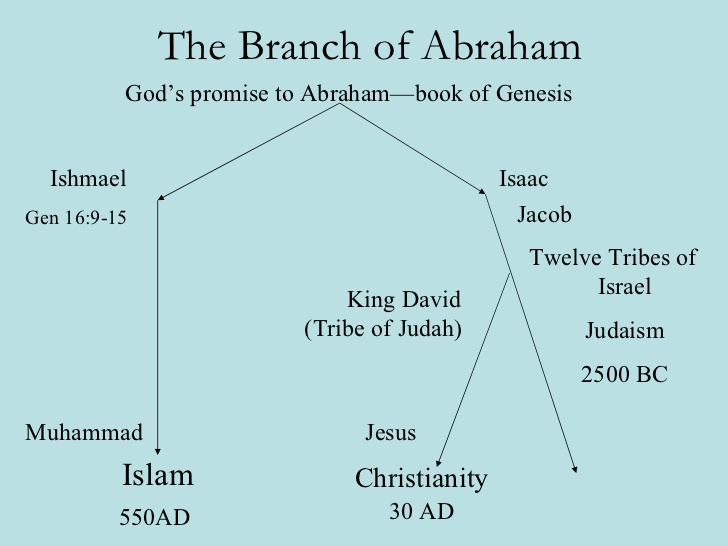 The Branch of Abraham
God's promise to Abraham—book of Genesis
Ishmael
Gen 16:9-15
Isaac
Jacob
Twelve Tribes of
Israel
Judaism
2500 BC
King David
(Tribe of Judah)
Muhammad
Islam
550AD
Jesus
Christianity
30 AD